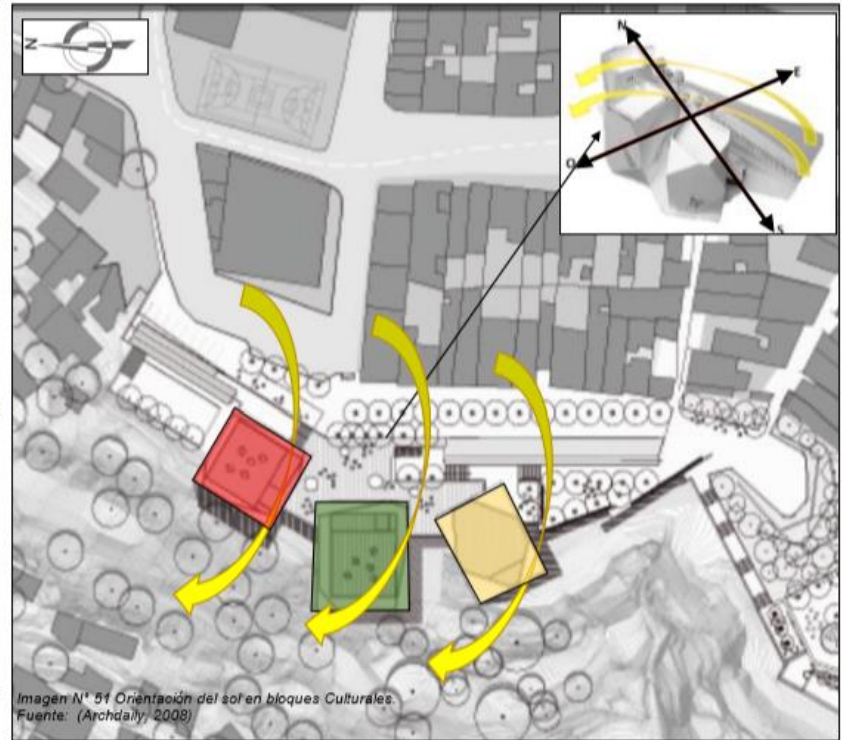 N
N
E
O
S
Imagen N° 51 Orientación del sol en bloques Culturales.
Fuente: (Archdaily, 2008)